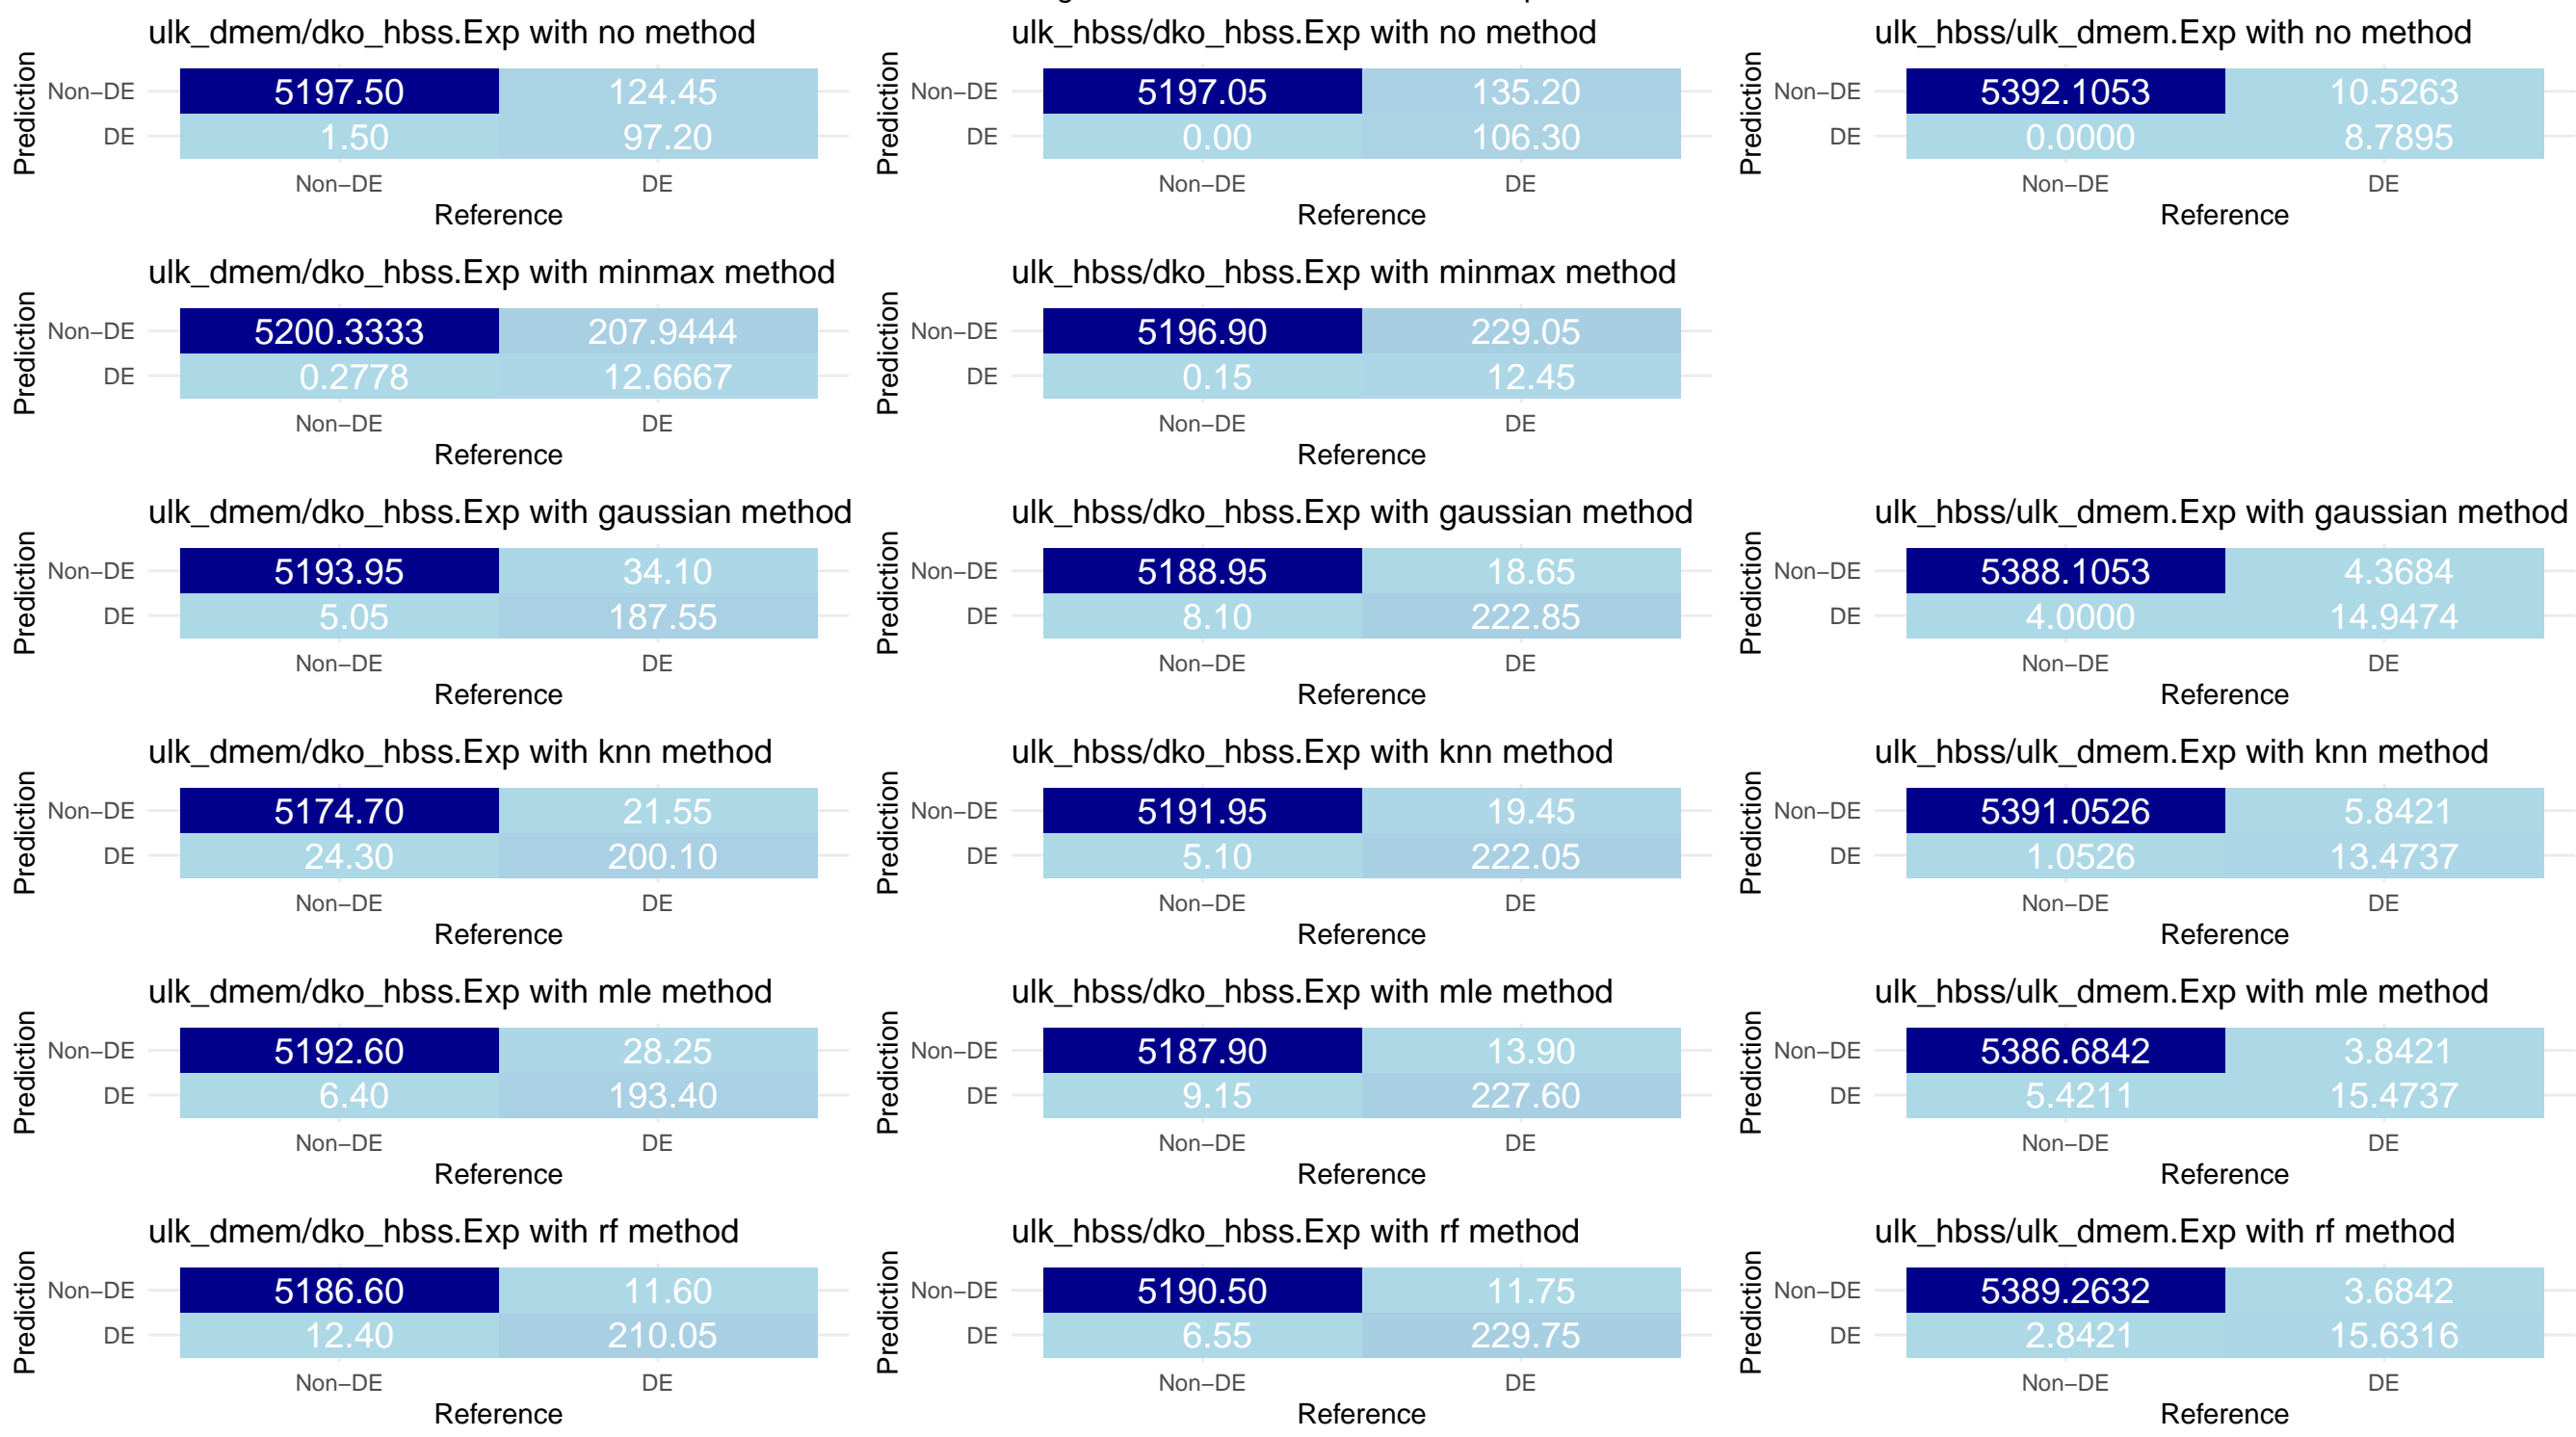 ulk_dmem/dko_hbss.Exp with no method
Prediction
Non−DE 5197.50 124.45
DE 1.50 97.20
Non−DE DE
Reference
ulk_hbss/dko_hbss.Exp with no method
Prediction
Non−DE 5197.05 135.20
DE 0.00 106.30
Non−DE DE
Reference
ulk_hbss/ulk_dmem.Exp with no method
Prediction
Non−DE 5392.1053 10.5263
DE 0.0000 8.7895
Non−DE DE
Reference
ulk_dmem/dko_hbss.Exp with minmax method
Prediction
Non−DE 5200.3333 207.9444
DE 0.2778 12.6667
Non−DE DE
Reference
ulk_hbss/dko_hbss.Exp with minmax method
Prediction
Non−DE 5196.90 229.05
DE 0.15 12.45
Non−DE DE
Reference
ulk_dmem/dko_hbss.Exp with gaussian method
Prediction
Non−DE 5193.95 34.10
DE 5.05 187.55
Non−DE DE
Reference
ulk_hbss/dko_hbss.Exp with gaussian method
Prediction
Non−DE 5188.95 18.65
DE 8.10 222.85
Non−DE DE
Reference
ulk_hbss/ulk_dmem.Exp with gaussian method
Prediction
Non−DE 5388.1053 4.3684
DE 4.0000 14.9474
Non−DE DE
Reference
ulk_dmem/dko_hbss.Exp with knn method
Prediction
Non−DE 5174.70 21.55
DE 24.30 200.10
Non−DE DE
Reference
ulk_hbss/dko_hbss.Exp with knn method
Prediction
Non−DE 5191.95 19.45
DE 5.10 222.05
Non−DE DE
Reference
ulk_hbss/ulk_dmem.Exp with knn method
Prediction
Non−DE 5391.0526 5.8421
DE 1.0526 13.4737
Non−DE DE
Reference
ulk_dmem/dko_hbss.Exp with mle method
Prediction
Non−DE 5192.60 28.25
DE 6.40 193.40
Non−DE DE
Reference
ulk_hbss/dko_hbss.Exp with mle method
Prediction
Non−DE 5187.90 13.90
DE 9.15 227.60
Non−DE DE
Reference
ulk_hbss/ulk_dmem.Exp with mle method
Prediction
Non−DE 5386.6842 3.8421
DE 5.4211 15.4737
Non−DE DE
Reference
ulk_dmem/dko_hbss.Exp with rf method
Prediction
Non−DE 5186.60 11.60
DE 12.40 210.05
Non−DE DE
Reference
ulk_hbss/dko_hbss.Exp with rf method
Prediction
Non−DE 5190.50 11.75
DE 6.55 229.75
Non−DE DE
Reference
ulk_hbss/ulk_dmem.Exp with rf method
Prediction
Non−DE 5389.2632 3.6842
DE 2.8421 15.6316
Non−DE DE
Reference